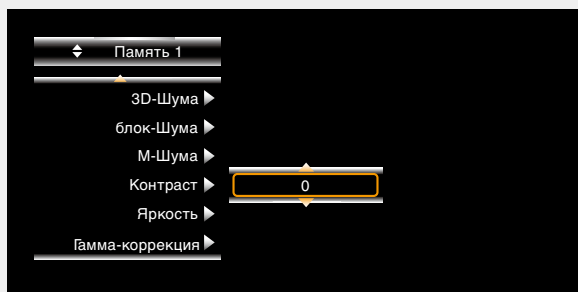 Память 1
3D-Шума
блок-Шума
М-Шума
Контраст
0
Яркость
Гамма-коррекция